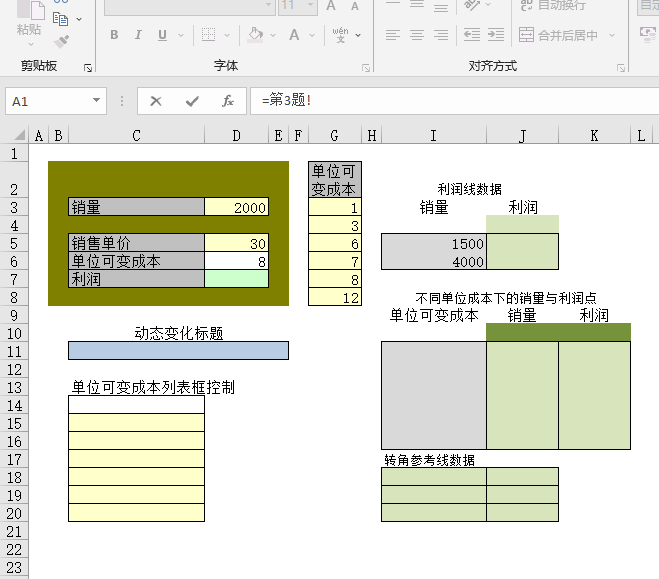 粘贴
11 A A
B I U A wén 变
自动换行
合并后居中
剪贴板 字体 对齐方式
A1 fx =第3题!
A B C D E F G H I J K L
1
2 单位可变成本 利润线数据
3 销量 2000 1 销量 利润
4 3
5 销售单价 30 6 1500
6 单位可变成本 8 7 4000
7 利润 8
8 12 不同单位成本下的销量与利润点
9 单位可变成本 销量 利润
10 动态变化标题
11
12
13 单位可变成本列表框控制
14
15
16
17 转角参考线数据
18
19
20
21
22
23